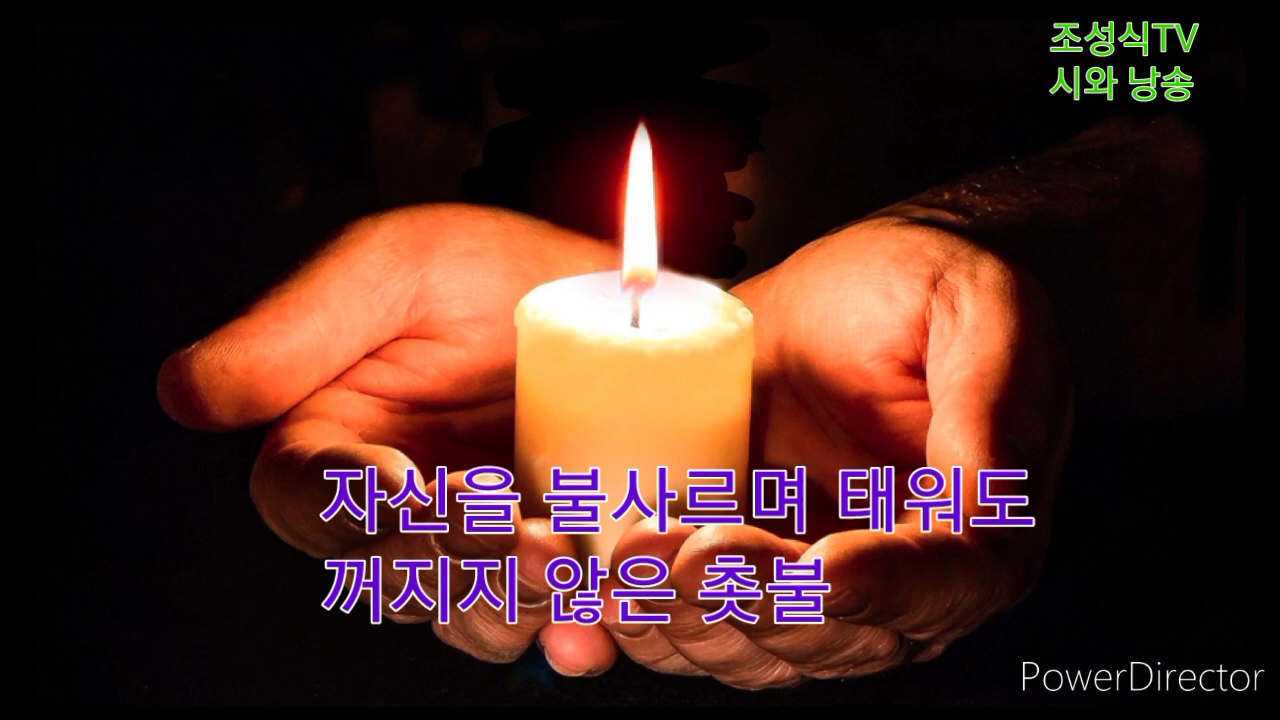 조성식TV
시와 낭송
자신을 불사르며 태워도
꺼지지 않은 촛불
PowerDirector